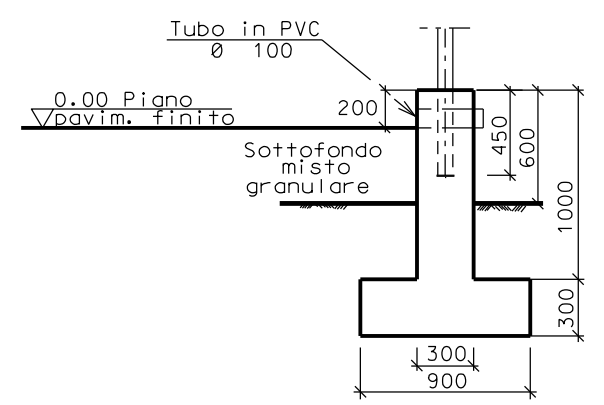 Tubo in PVC
Ø 100
0.00 Piano
pavim. finito
200
450
600
Sottofondo
misto
granulare
1000
300
300
900